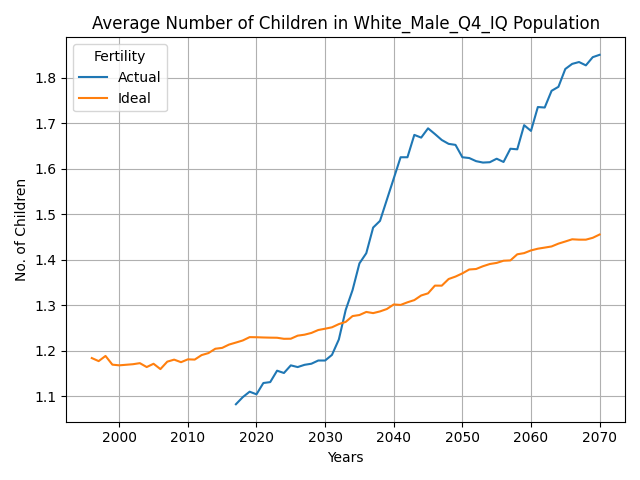 Average Number of Children in White_Male_Q4_IQ Population
Fertility
Actual
Ideal
No. of Children
1.8
1.7
1.6
1.5
1.4
1.3
1.2
1.1
2000 2010 2020 2030 2040 2050 2060 2070
Years